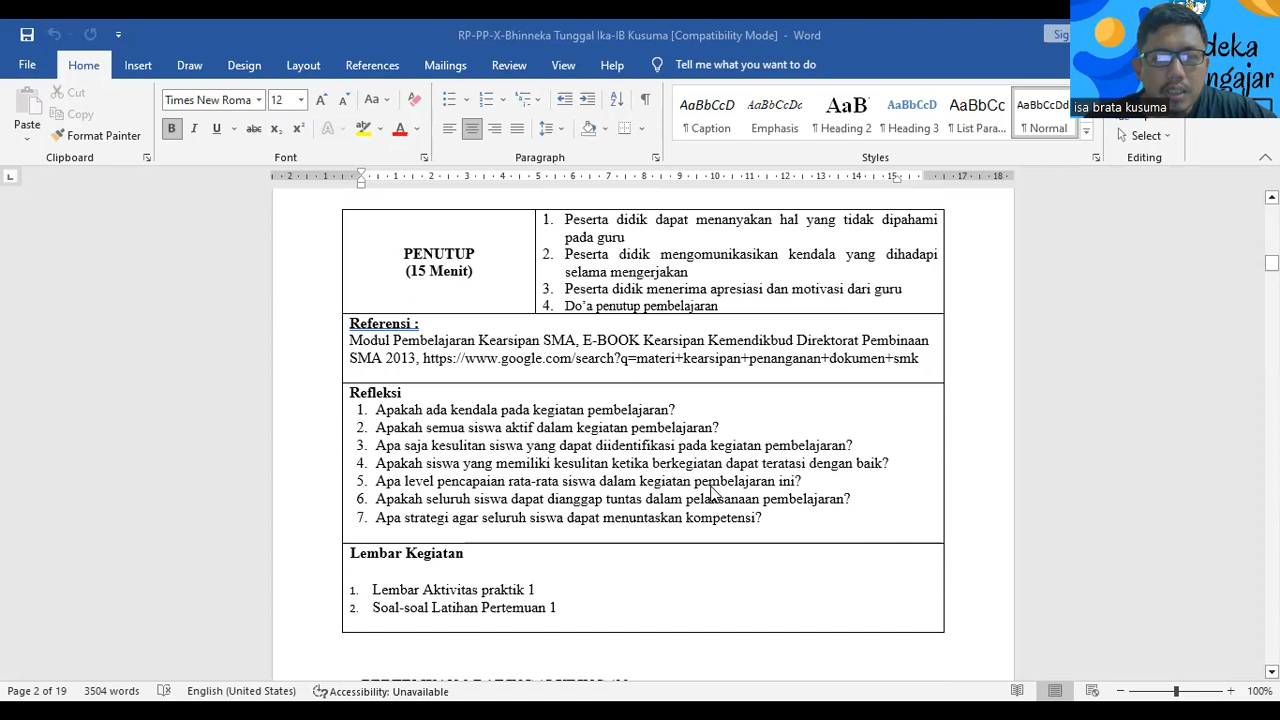 RP-PP-X-Bhinneka Tunggal Ika-IB Kusuma [Compatibility Mode] - Word
Sig
deka
ngajar
isa brata kusuma
File Home Insert Draw Design Layout References Mailings Review View Help Tell me what you want to do
Paste
Cut
Copy
Format Painter
Clipboard
Times New Roma 12
Font
Paragraph
AaBbCcD AaBbCcDc AaB AaBbCcD AaBbCc AaBbCcDd
¶ Caption Emphasis ¶ Heading 2 ¶ Heading 3 ¶ List Para... ¶ Normal
Styles
Select
Editing
PENUTUP
(15 Menit)
1. Peserta didik dapat menanyakan hal yang tidak dipahami
pada guru
2. Peserta didik mengomunikasikan kendala yang dihadapi
selama mengerjakan
3. Peserta didik menerima apresiasi dan motivasi dari guru
4. Do’a penutup pembelajaran
Referensi :
Modul Pembelajaran Kearsipan SMA, E-BOOK Kearsipan Kemendikbud Direktorat Pembinaan
SMA 2013, https://www.google.com/search?q=materi+kearsipan+penanganan+dokumen+smk
Refleksi
1. Apakah ada kendala pada kegiatan pembelajaran?
2. Apakah semua siswa aktif dalam kegiatan pembelajaran?
3. Apa saja kesulitan siswa yang dapat diidentifikasi pada kegiatan pembelajaran?
4. Apakah siswa yang memiliki kesulitan ketika berkegiatan dapat teratasi dengan baik?
5. Apa level pencapaian rata-rata siswa dalam kegiatan pembelajaran ini?
6. Apakah seluruh siswa dapat dianggap tuntas dalam pelaksanaan pembelajaran?
7. Apa strategi agar seluruh siswa dapat menuntaskan kompetensi?
Lembar Kegiatan
1. Lembar Aktivitas praktik 1
2. Soal-soal Latihan Pertemuan 1
Page 2 of 19 3504 words English (United States) Accessibility: Unavailable 100%